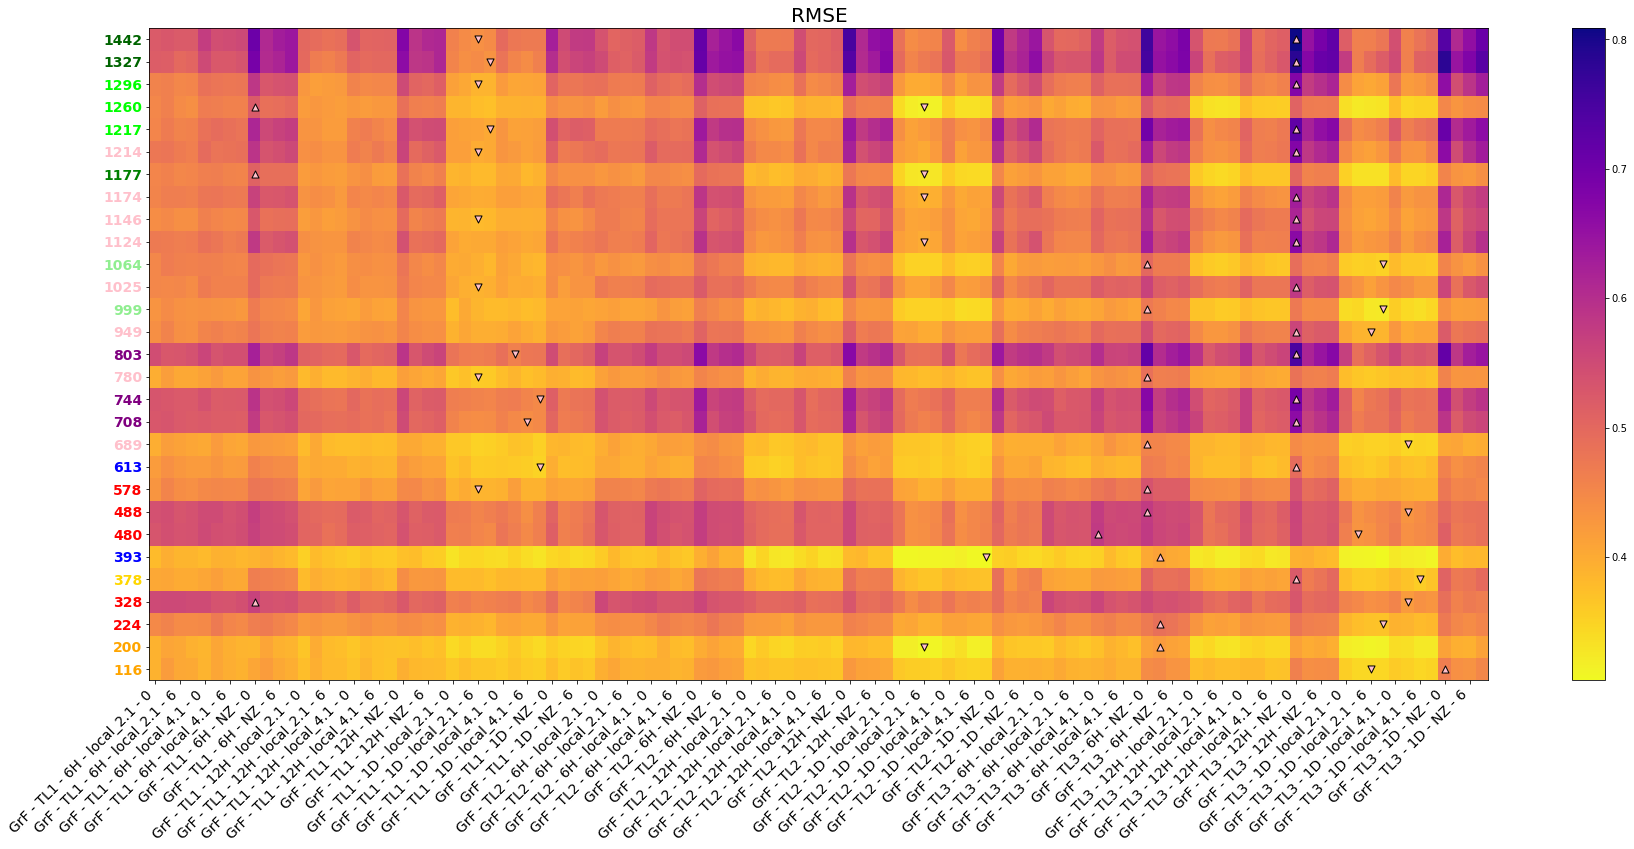 RMSE
1442
1327
1296
1260
1217
1214
1177
1174
1146
1124
1064
1025
999
949
803
780
744
708
689
613
578
488
480
393
378
328
224
200
116
GrF - TL1 - 6H local_2.1 - 0
GrF - TL1 - 6H local_2.1 - 6
GrF - TL1 - 6H local_4.1 - 0
GrF - TL1 - 6H local_4.1 - 6
GrF - TL1 - 6H NZ - 0
GrF - TL1 - 6H NZ - 6
GrF - TL1 - 12H local_2.1 - 0
GrF - TL1 - 12H local_2.1 - 6
GrF - TL1 - 12H local_4.1 - 0
GrF - TL1 - 12H local_4.1 - 6
GrF - TL1 - 12H NZ - 0
GrF - TL1 - 12H NZ - 6
GrF - TL1 - 1D local_2.1 - 0
GrF - TL1 - 1D local_2.1 - 6
GrF - TL1 - 1D local_4.1 - 0
GrF - TL1 - 1D local_4.1 - 6
GrF - TL1 - 1D NZ - 0
GrF - TL1 - 1D NZ - 6
GrF - TL2 - 6H local_2.1 - 0
GrF - TL2 - 6H local_2.1 - 6
GrF - TL2 - 6H local_4.1 - 0
GrF - TL2 - 6H local_4.1 - 6
GrF - TL2 - 6H NZ - 0
GrF - TL2 - 6H NZ - 6
GrF - TL2 - 12H local_2.1 - 0
GrF - TL2 - 12H local_2.1 - 6
GrF - TL2 - 12H local_4.1 - 0
GrF - TL2 - 12H local_4.1 - 6
GrF - TL2 - 12H NZ - 0
GrF - TL2 - 12H NZ - 6
GrF - TL2 - 1D local_2.1 - 0
GrF - TL2 - 1D local_2.1 - 6
GrF - TL2 - 1D local_4.1 - 0
GrF - TL2 - 1D local_4.1 - 6
GrF - TL2 - 1D NZ - 0
GrF - TL2 - 1D NZ - 6
GrF - TL3 - 6H local_2.1 - 0
GrF - TL3 - 6H local_2.1 - 6
GrF - TL3 - 6H local_4.1 - 0
GrF - TL3 - 6H local_4.1 - 6
GrF - TL3 - 6H NZ - 0
GrF - TL3 - 6H NZ - 6
GrF - TL3 - 12H local_2.1 - 0
GrF - TL3 - 12H local_2.1 - 6
GrF - TL3 - 12H local_4.1 - 0
GrF - TL3 - 12H local_4.1 - 6
GrF - TL3 - 12H NZ - 0
GrF - TL3 - 12H NZ - 6
GrF - TL3 - 1D local_2.1 - 0
GrF - TL3 - 1D local_2.1 - 6
GrF - TL3 - 1D local_4.1 - 0
GrF - TL3 - 1D local_4.1 - 6
GrF - TL3 - 1D NZ - 0
GrF - TL3 - 1D NZ - 6
0.8
0.7
0.6
0.5
0.4